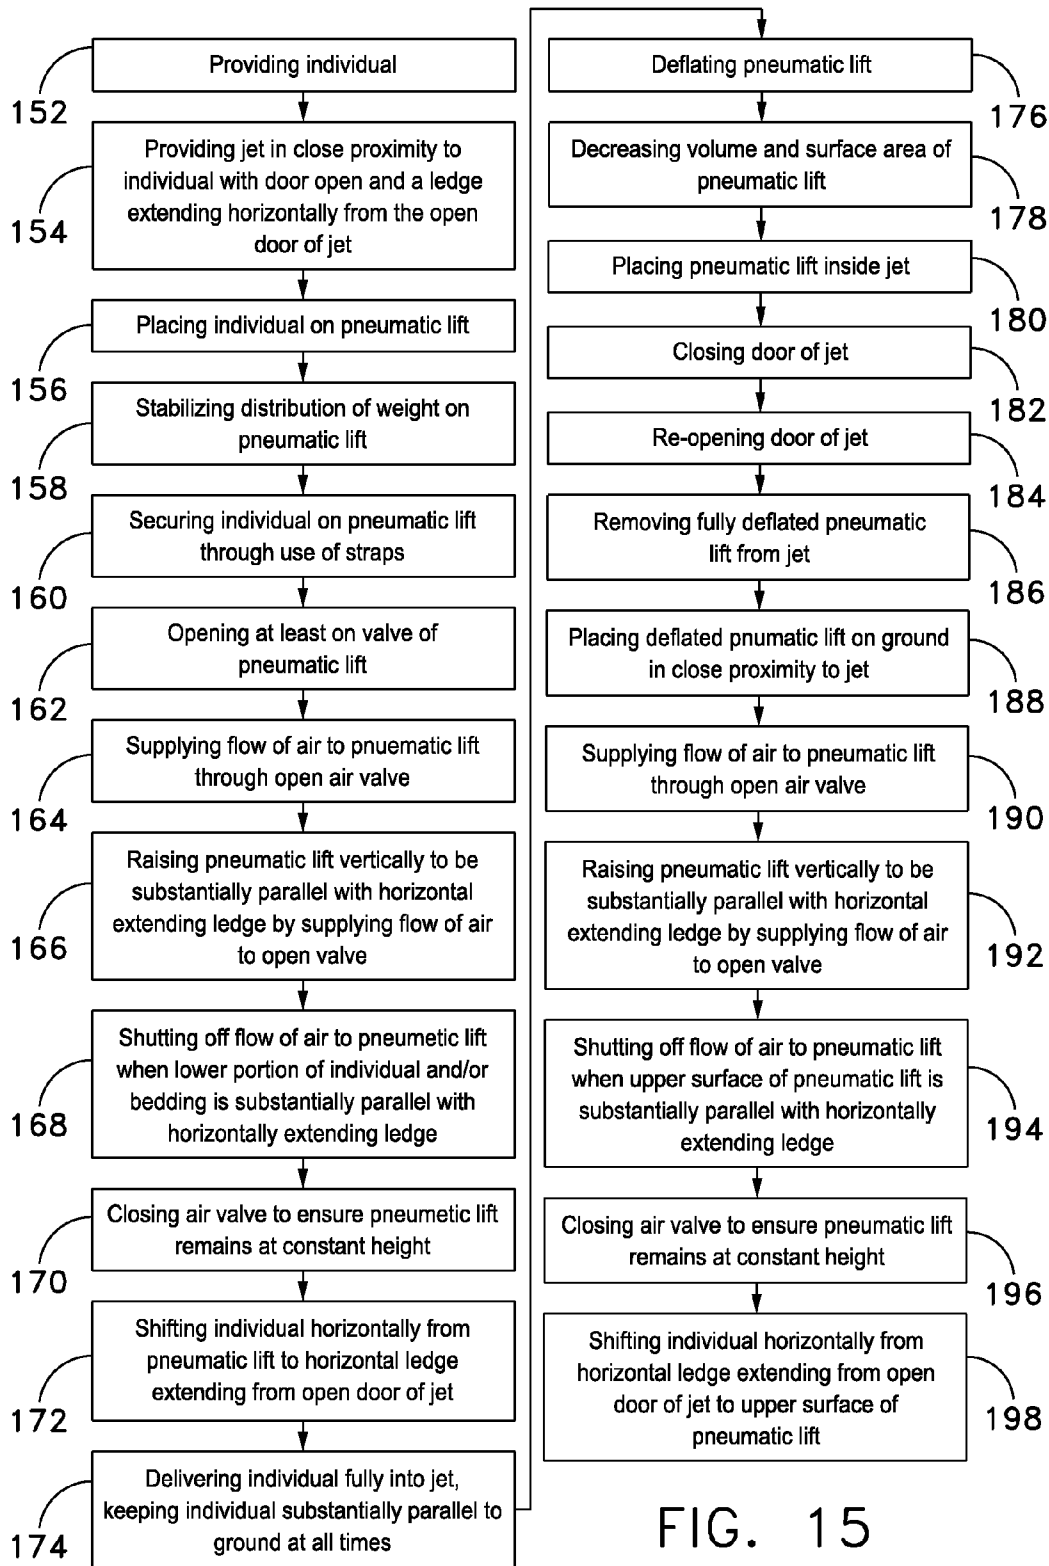 Providing individual
152
Providing jet in close proximity to
individual with door open and a ledge
extending horizontally from the open
door of jet
154
Placing individual on pneumatic lift
156
Stabilizing distribution of weight on
pneumatic lift
158
Securing individual on pneumatic lift
through use of straps
160
Opening at least on valve of
pneumatic lift
162
Supplying flow of air to pnuematic lift
through open air valve
164
Raising pneumatic lift vertically to be
substantially parallel with horizontal
extending ledge by supplying flow of air
to open valve
166
Shutting off flow of air to pneumetic lift
when lower portion of individual and/or
bedding is substantially parallel with
horizontally extending ledge
168
Closing air valve to ensure pneumetic lift
remains at constant height
170
Shifting individual horizontally from
pneumatic lift to horizontal ledge
extending from open door of jet
172
Delivering individual fully into jet,
keeping individual substantially parallel to
ground at all times
174
Deflating pneumatic lift
176
Decreasing volume and surface area of
pneumatic lift
178
Placing pneumatic lift inside jet
180
Closing door of jet
182
Re-opening door of jet
184
Removing fully deflated pneumatic
lift from jet
186
Placing deflated pnumatic lift on ground
in close proximity to jet
188
Supplying flow of air to pneumatic lift
through open air valve
190
Raising pneumatic lift vertically to be
substantially parallel with horizontal
extending ledge by supplying flow of air
to open valve
192
Shutting off flow of air to pneumatic lift
when upper surface of pneumatic lift is
substantially parallel with horizontally
extending ledge
194
Closing air valve to ensure pneumatic lift
remains at constant height
196
Shifting individual horizontally from
horizontal ledge extending from open
door of jet to upper surface of
pneumatic lift
198
FIG. 15